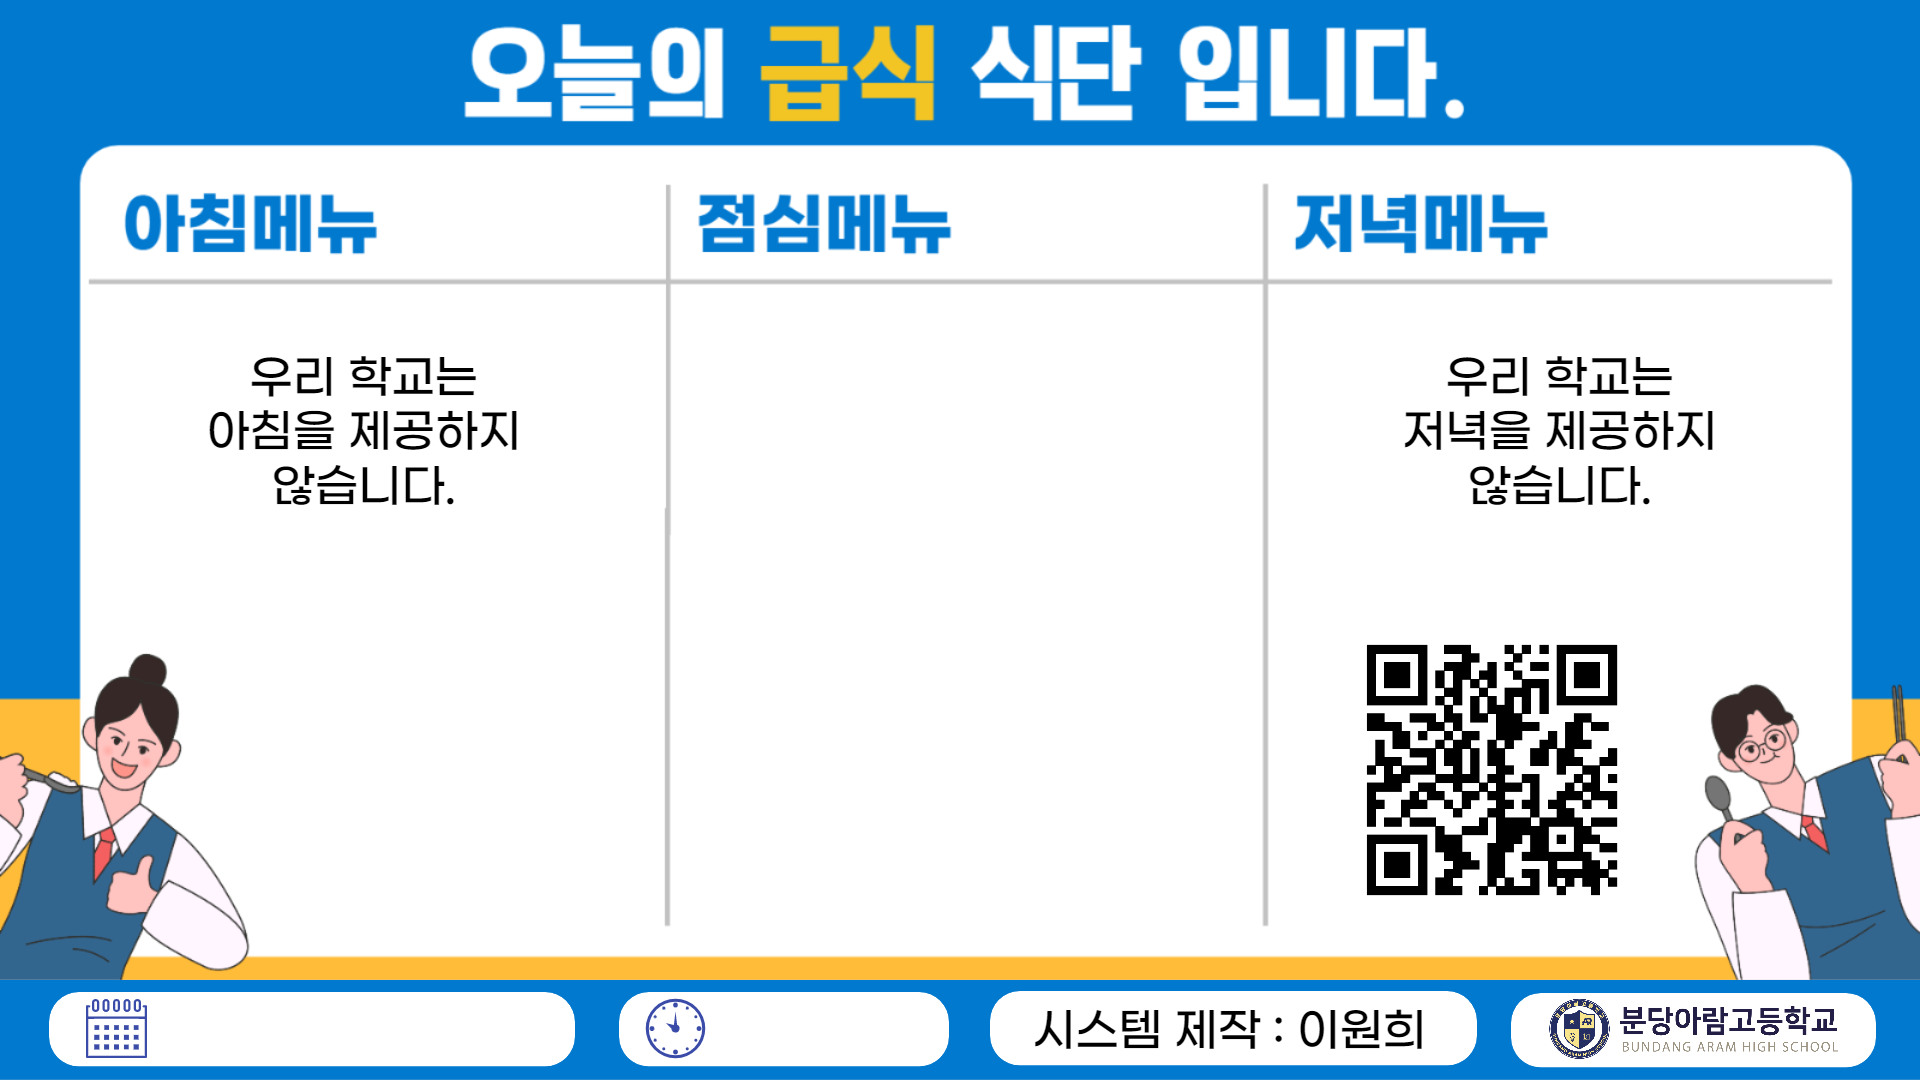 오늘의 급식 식단 입니다.
아침메뉴
점심메뉴
저녁메뉴
우리 학교는
아침을 제공하지
않습니다.
우리 학교는
저녁을 제공하지
않습니다.
시스템 제작 : 이원희
분당아람고등학교
BUNDANG ARAM HIGH SCHOOL